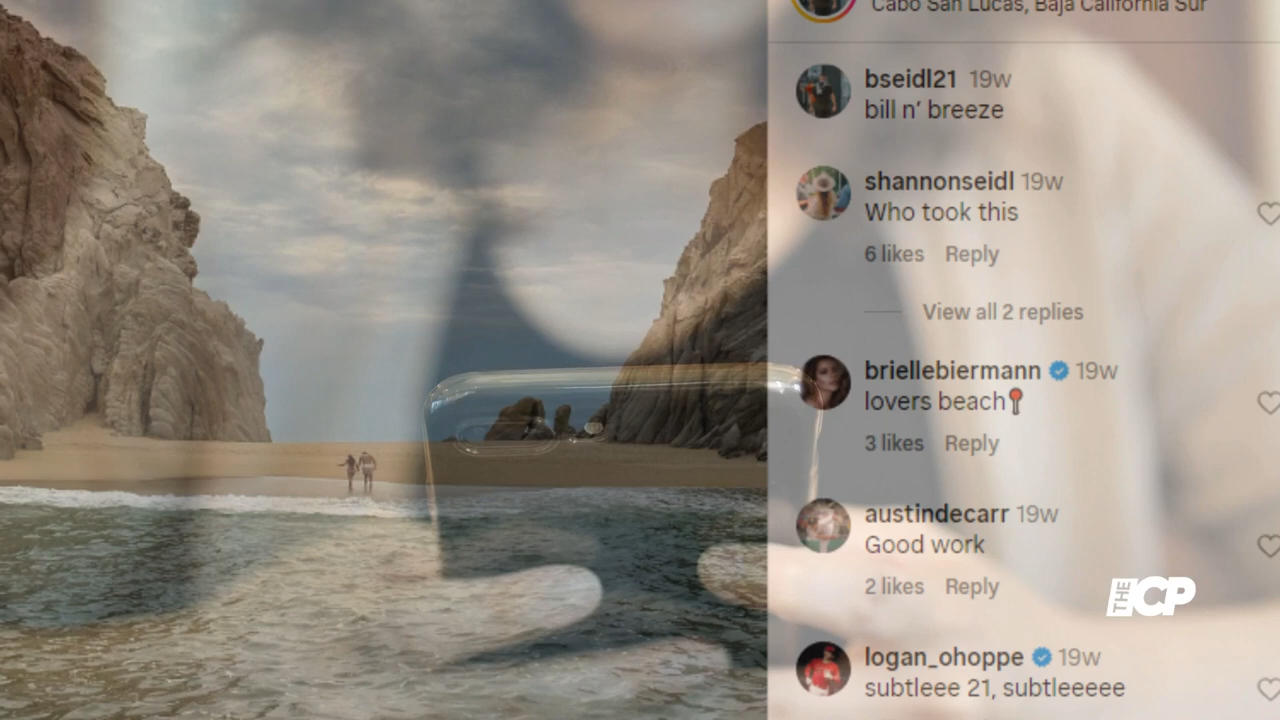 Cabo San Lucas, Baja California Sur
bseidl21 19w
bill n' breeze
shannonseidl 19w
Who took this
6 likes Reply
View all 2 replies
briellebiermann 19w
lovers beach📍
3 likes Reply
austindecarr 19w
Good work
2 likes Reply
THE ICP
logan_ohoppe 19w
subtleee 21, subtleeeee